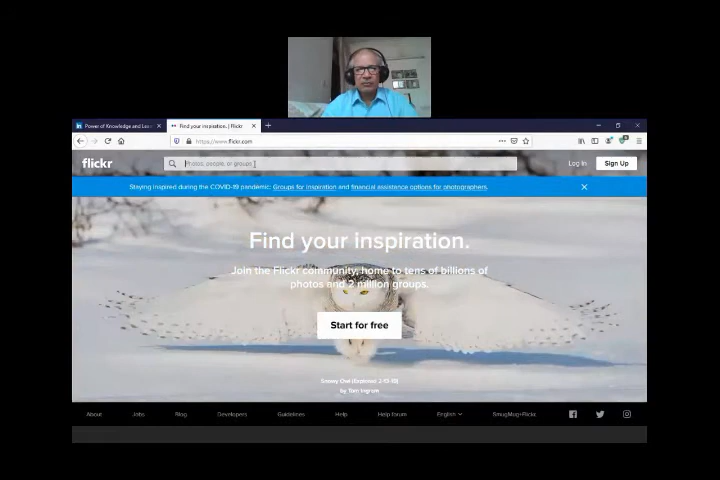 Power of Knowledge and Lea
Find your inspiration. | Flickr
https://www.flickr.com
flickr
Photos, people, or groups
Log In
Sign Up
Staying inspired during the COVID-19 pandemic: Groups for inspiration and financial assistance options for photographers.
Find your inspiration.
Join the Flickr community, home to tens of billions of
photos and 2 million groups.
Start for free
Snowy Owl (Explored 2-10-18)
by Tom Ingram
About
Jobs
Blog
Developers
Guidelines
Help
Help forum
English
SmugMug+Flickr.